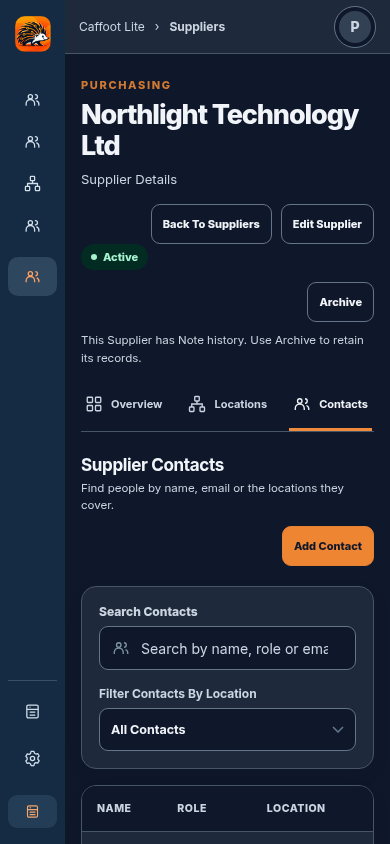 Caffoot Lite › Suppliers
P
PURCHASING
Northlight Technology
Ltd
Supplier Details
Back To Suppliers
Edit Supplier
Active
Archive
This Supplier has Note history. Use Archive to retain
its records.
Overview
Locations
Contacts
Supplier Contacts
Find people by name, email or the locations they
cover.
Add Contact
Search Contacts
Search by name, role or ema
Filter Contacts By Location
All Contacts
NAME ROLE LOCATION